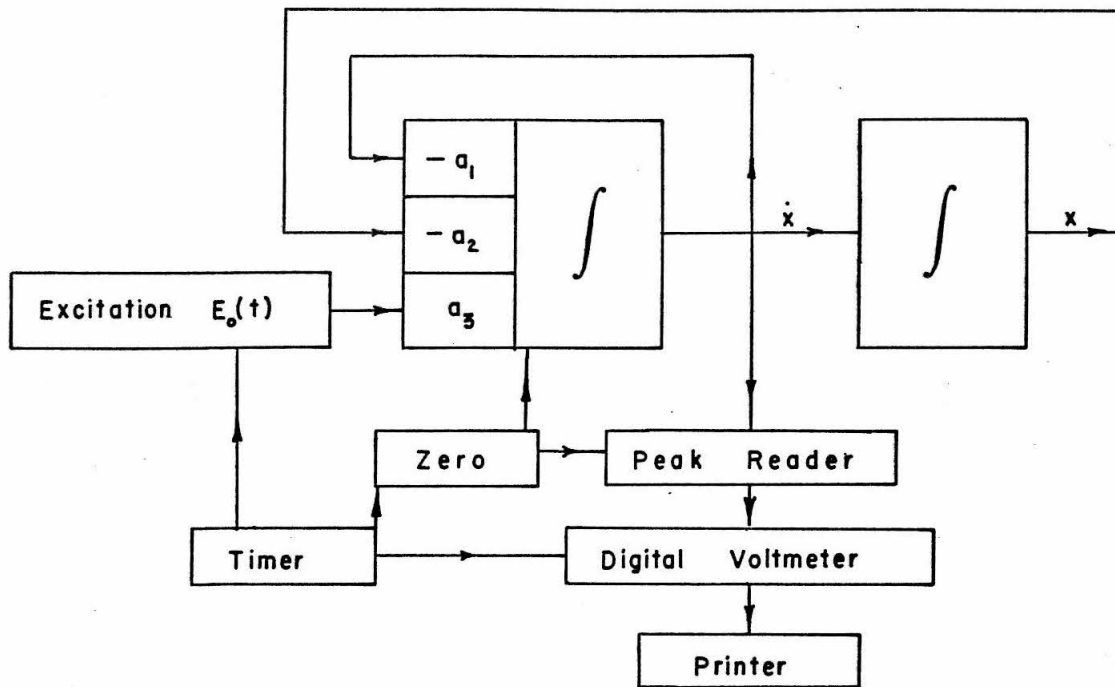 − a₁
− a₂
a₃
∫
ẋ
∫
x
Excitation E₀(t)
Zero
Peak Reader
Timer
Digital Voltmeter
Printer